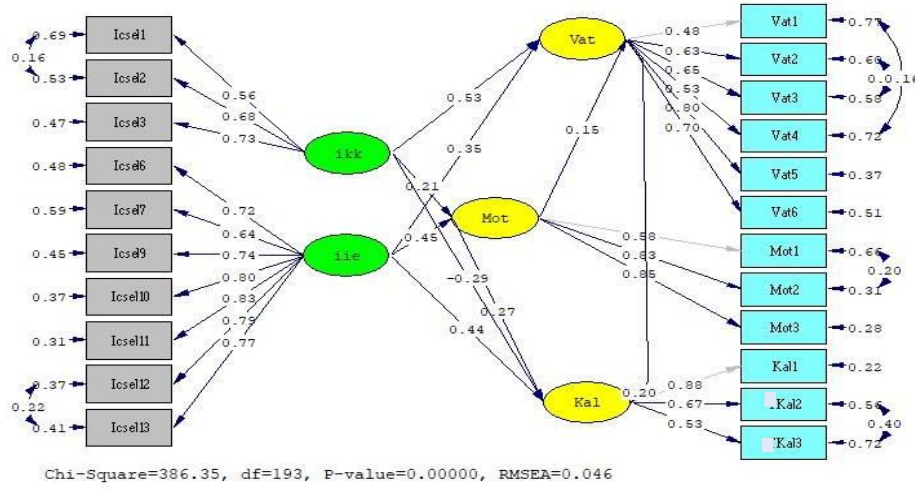 0.69 Icsel1
0.16
0.53 Icsel2
0.47 Icsel3
0.48 Icsel6
0.59 Icsel7
0.45 Icsel9
0.37 Icsel10
0.31 Icsel11
0.37 Icsel12
0.22
0.41 Icsel13
0.56
0.68
0.73
0.72
0.64
0.74
0.80
0.83
0.79
0.77
ikk
iie
0.53
0.35
0.21
0.45
-0.29
0.27
0.44
0.15
0.20
Vat
Mot
Kal
0.48
0.63
0.65
0.53
0.80
0.70
0.58
0.83
0.85
0.88
0.67
0.53
Vat1 0.77
Vat2 0.60
0.16
Vat3 0.58
Vat4 0.72
Vat5 0.37
Vat6 0.51
Mot1 0.66
0.20
Mot2 0.31
Mot3 0.28
Kal1 0.22
Kal2 0.56
0.40
Kal3 0.72
Chi-Square=386.35, df=193, P-value=0.00000, RMSEA=0.046